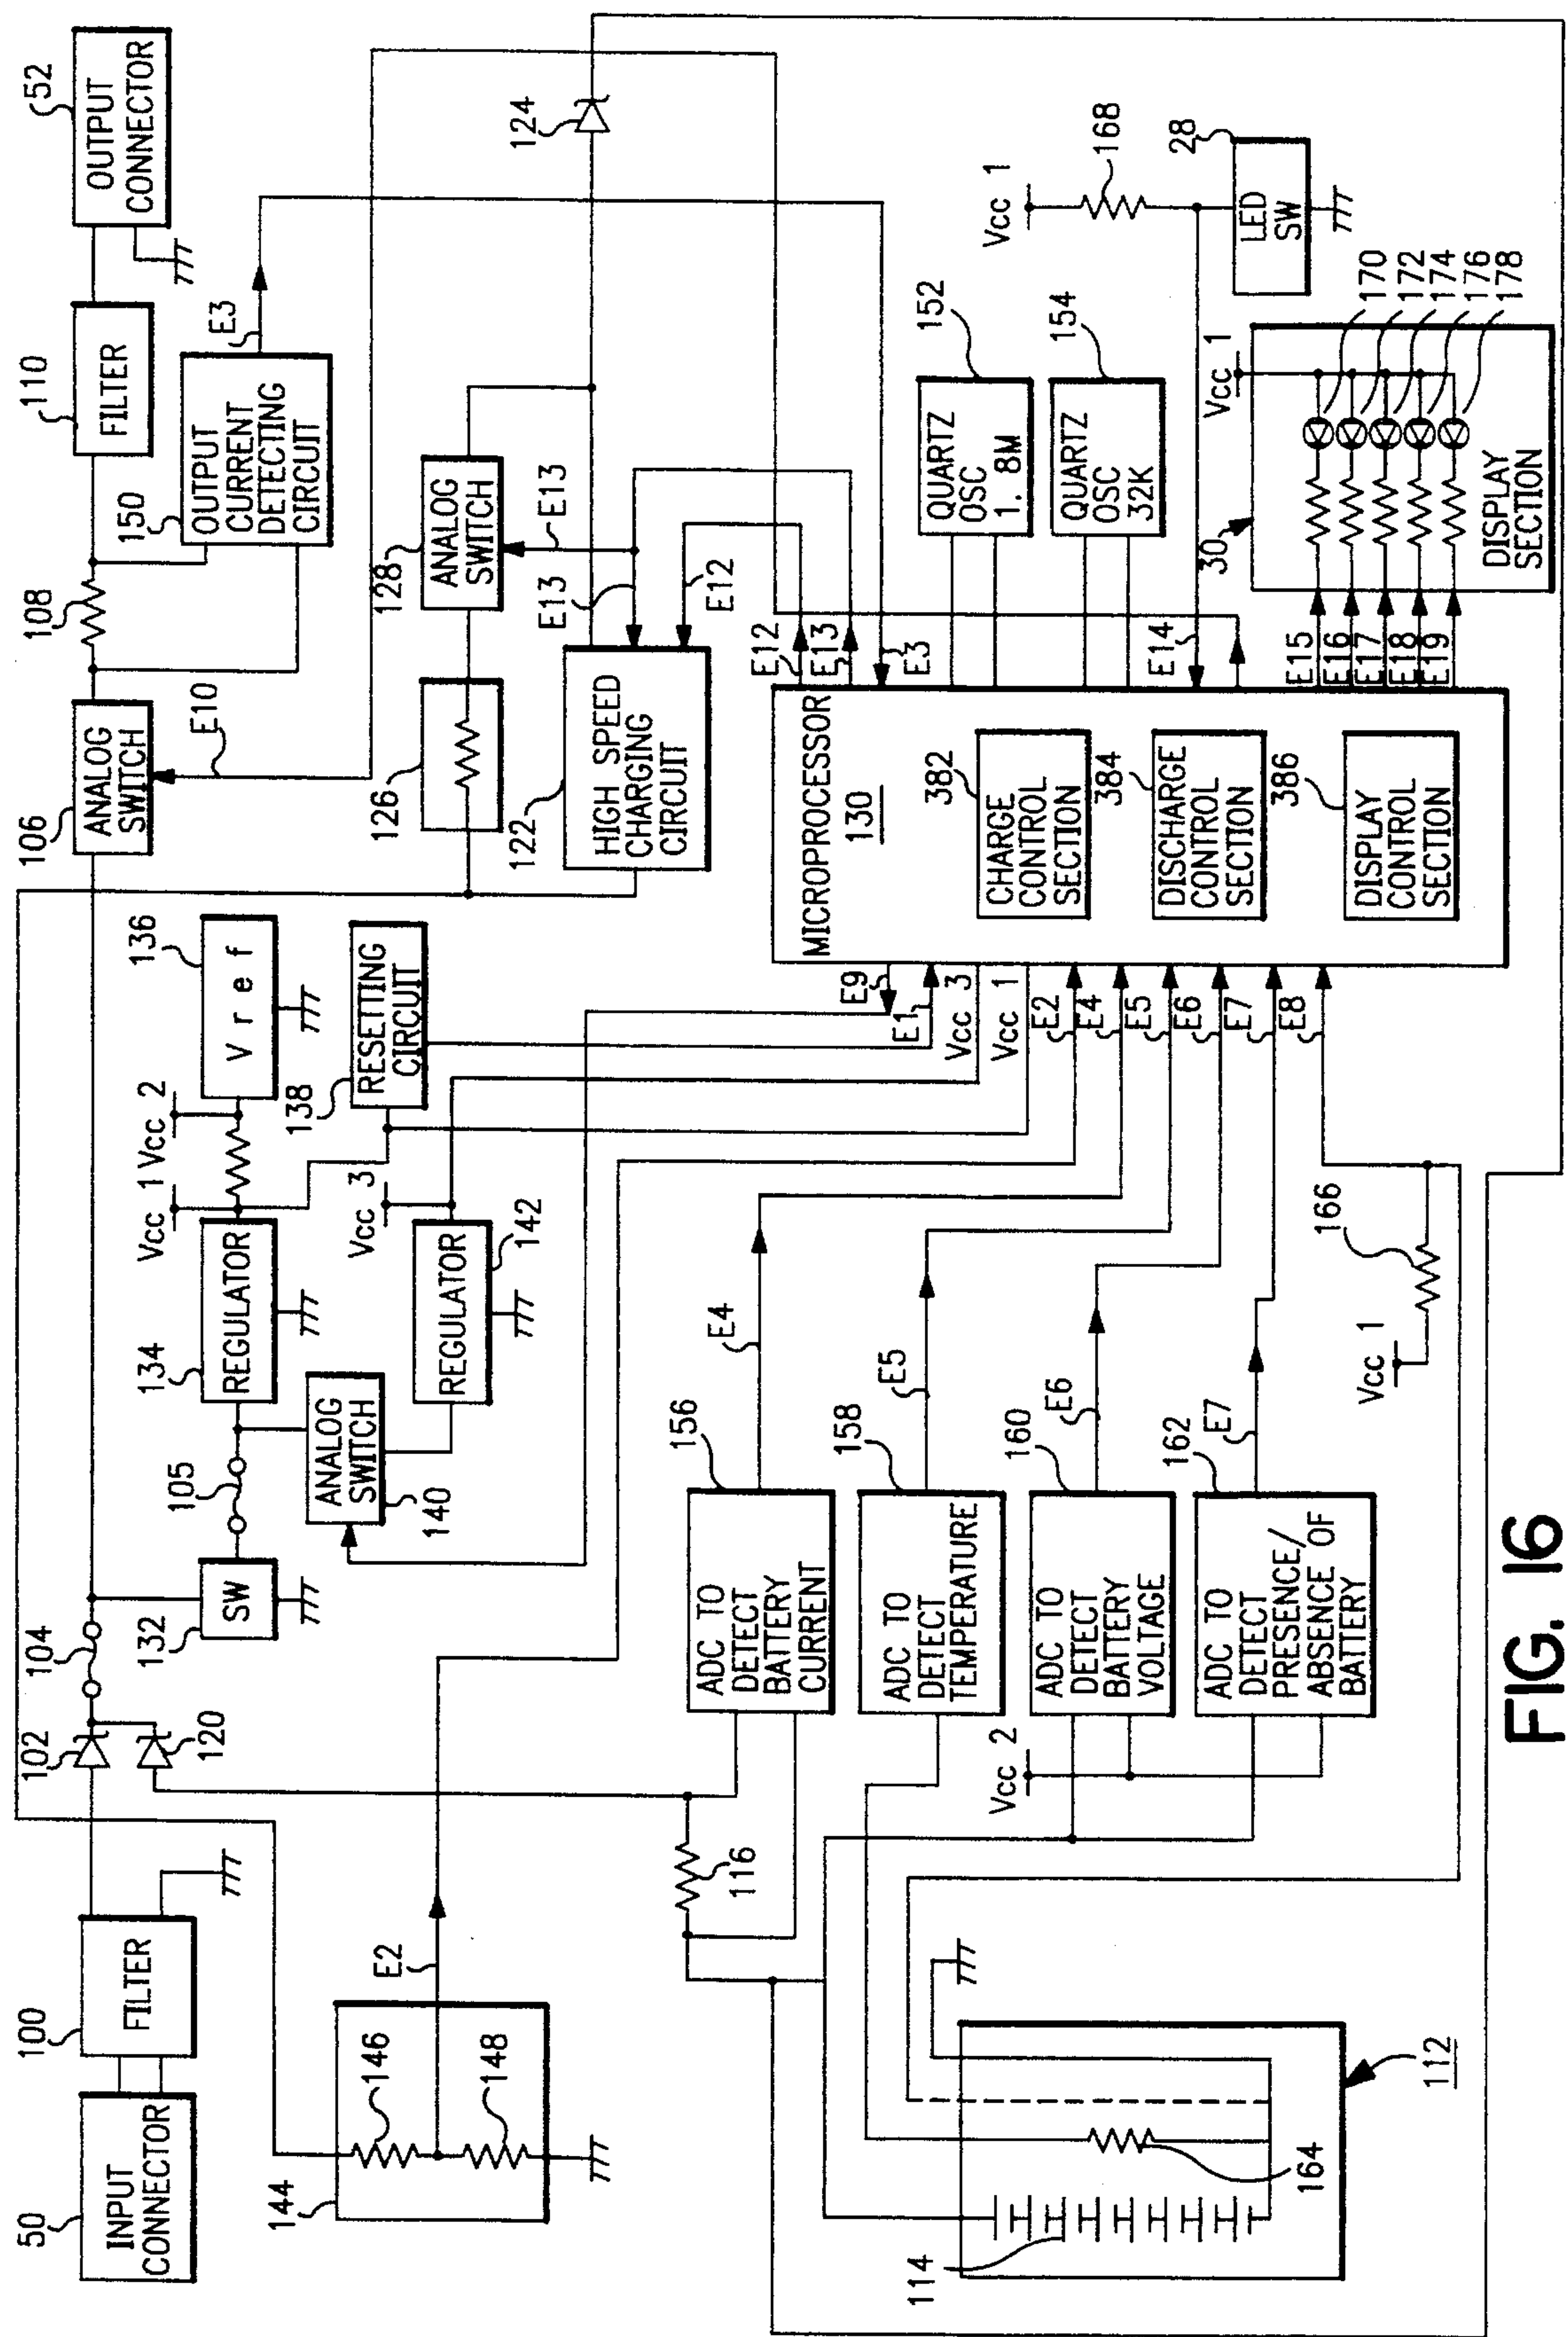 50
INPUT
CONNECTOR
100
FILTER
102
120
104
132
SW
105
134
REGULATOR
Vcc 1
Vcc 2
136
Vref
138
RESETTING
CIRCUIT
Vcc 3
140
ANALOG
SWITCH
REGULATOR
142
106
ANALOG
SWITCH
E10
108
150
OUTPUT
CURRENT
DETECTING
CIRCUIT
E3
110
FILTER
52
OUTPUT
CONNECTOR
144
146
148
E2
126
128
ANALOG
SWITCH
E13
124
122
HIGH SPEED
CHARGING
CIRCUIT
E13
E12
116
156
ADC TO
DETECT
BATTERY
CURRENT
E4
158
ADC TO
DETECT
TEMPERATURE
E5
160
ADC TO
DETECT
BATTERY
VOLTAGE
E6
162
ADC TO
DETECT
PRESENCE/
ABSENCE OF
BATTERY
E7
Vcc 2
Vcc 1
166
E9
E1
Vcc 3
Vcc 1
E2
E4
E5
E6
E7
E8
MICROPROCESSOR
130
382
CHARGE
CONTROL
SECTION
384
DISCHARGE
CONTROL
SECTION
386
DISPLAY
CONTROL
SECTION
E12
E13
E3
E14
E15
E16
E17
E18
E19
152
QUARTZ
OSC
1. 8M
154
QUARTZ
OSC
32K
Vcc 1
168
28
LED
SW
30
Vcc 1
170
172
174
176
178
DISPLAY
SECTION
114
164
112
FIG. 16